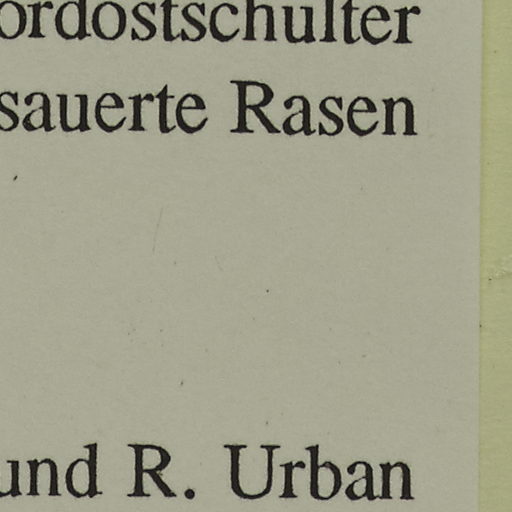 ordostschulter
sauerte Rasen
und R. Urban